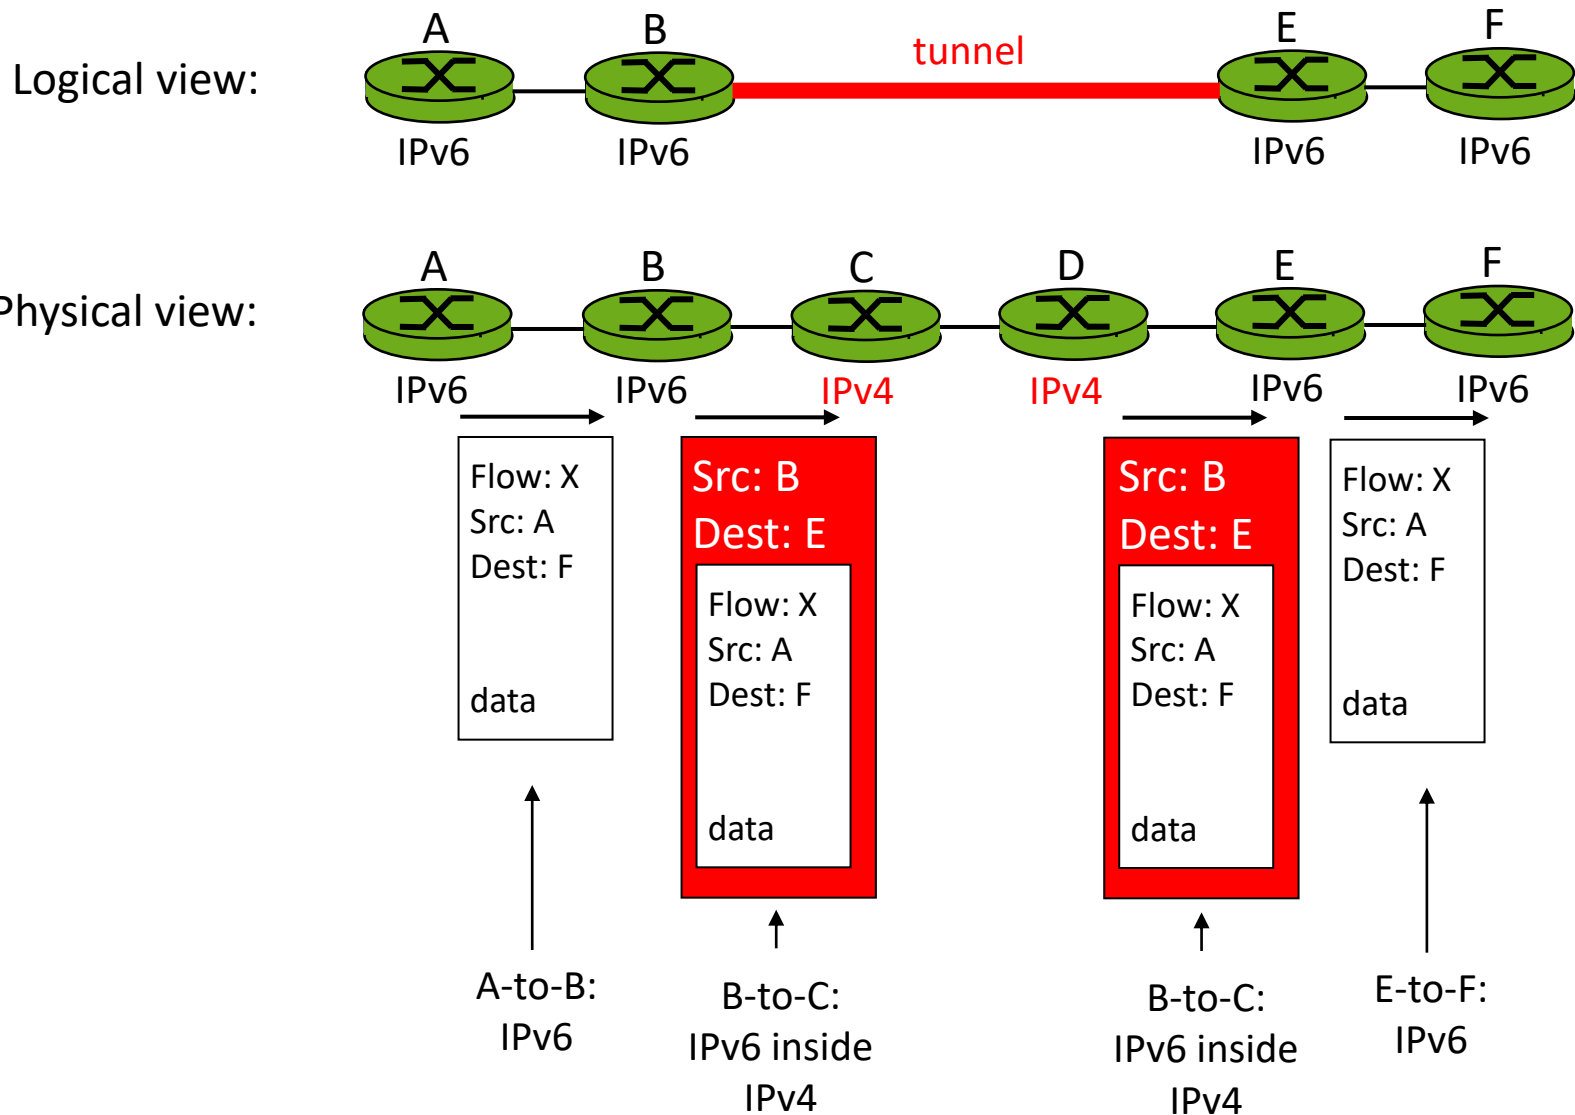 A
B
tunnel
E
F
Logical view:
IPv6
IPv6
IPv6
IPv6
A
B
C
D
E
F
Physical view:
IPv6
IPv6
IPv4
IPv4
IPv6
IPv6
Flow: X
Src: A
Dest: F
data
Src: B
Dest: E
Flow: X
Src: A
Dest: F
data
Src: B
Dest: E
Flow: X
Src: A
Dest: F
data
Flow: X
Src: A
Dest: F
data
A-to-B:
IPv6
B-to-C:
IPv6 inside
IPv4
B-to-C:
IPv6 inside
IPv4
E-to-F:
IPv6